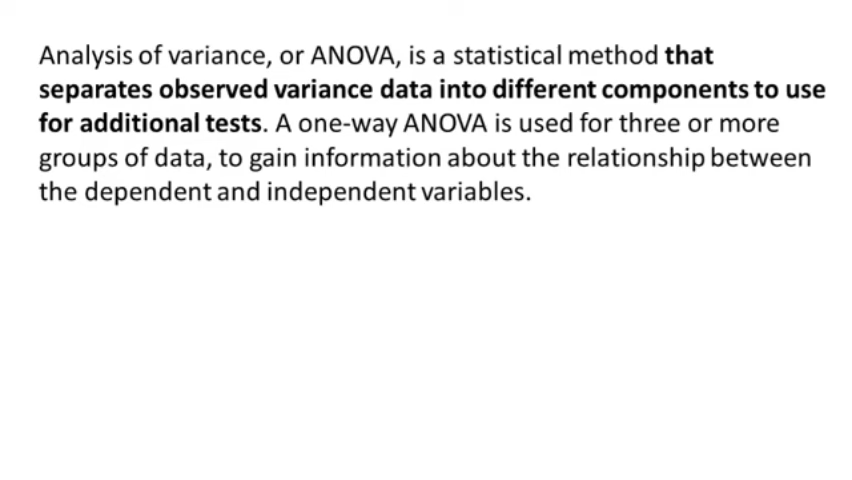 Analysis of variance, or ANOVA, is a statistical method that
separates observed variance data into different components to use
for additional tests. A one-way ANOVA is used for three or more
groups of data, to gain information about the relationship between
the dependent and independent variables.